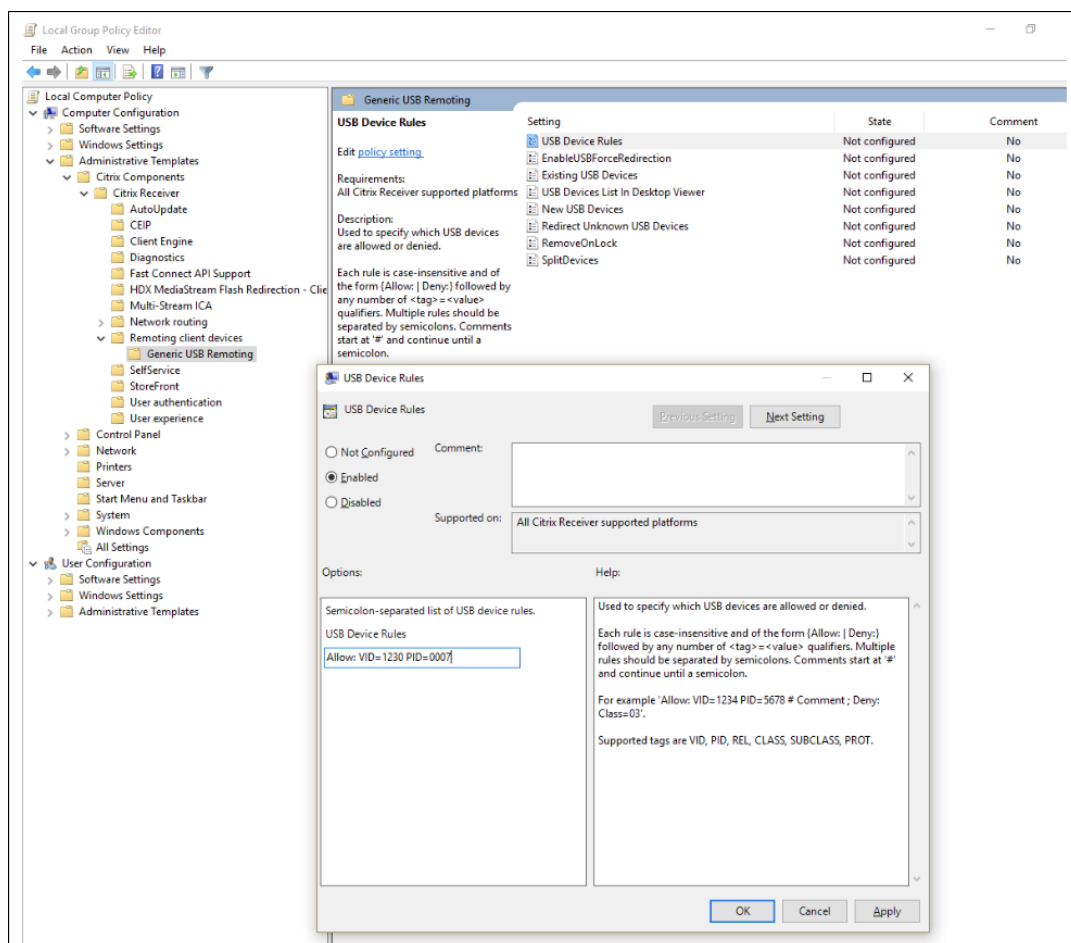 Local Group Policy Editor
File Action View Help
Local Computer Policy
Computer Configuration
Software Settings
Windows Settings
Administrative Templates
Citrix Components
Citrix Receiver
AutoUpdate
CEIP
Client Engine
Diagnostics
Fast Connect API Support
HDX MediaStream Flash Redirection - Clie
Multi-Stream ICA
Network routing
Remoting client devices
Generic USB Remoting
SelfService
StoreFront
User authentication
User experience
Control Panel
Network
Printers
Server
Start Menu and Taskbar
System
Windows Components
All Settings
User Configuration
Software Settings
Windows Settings
Administrative Templates
Generic USB Remoting
USB Device Rules
Edit policy setting
Requirements:
All Citrix Receiver supported platforms
Description:
Used to specify which USB devices
are allowed or denied.
Each rule is case-insensitive and of
the form {Allow: | Deny:} followed by
any number of <tag>=<value>
qualifiers. Multiple rules should be
separated by semicolons. Comments
start at '#' and continue until a
semicolon.
Setting State Comment
USB Device Rules Not configured No
EnableUSBForceRedirection Not configured No
Existing USB Devices Not configured No
USB Devices List In Desktop Viewer Not configured No
New USB Devices Not configured No
Redirect Unknown USB Devices Not configured No
RemoveOnLock Not configured No
SplitDevices Not configured No
USB Device Rules
USB Device Rules
Previous Setting Next Setting
Not Configured
Enabled
Disabled
Comment:
Supported on: All Citrix Receiver supported platforms
Options:
Semicolon-separated list of USB device rules.
USB Device Rules
Allow: VID=1230 PID=0007
Help:
Used to specify which USB devices are allowed or denied.
Each rule is case-insensitive and of the form {Allow: | Deny:}
followed by any number of <tag>=<value> qualifiers. Multiple
rules should be separated by semicolons. Comments start at '#'
and continue until a semicolon.
For example 'Allow: VID=1234 PID=5678 # Comment ; Deny:
Class=03'.
Supported tags are VID, PID, REL, CLASS, SUBCLASS, PROT.
OK Cancel Apply